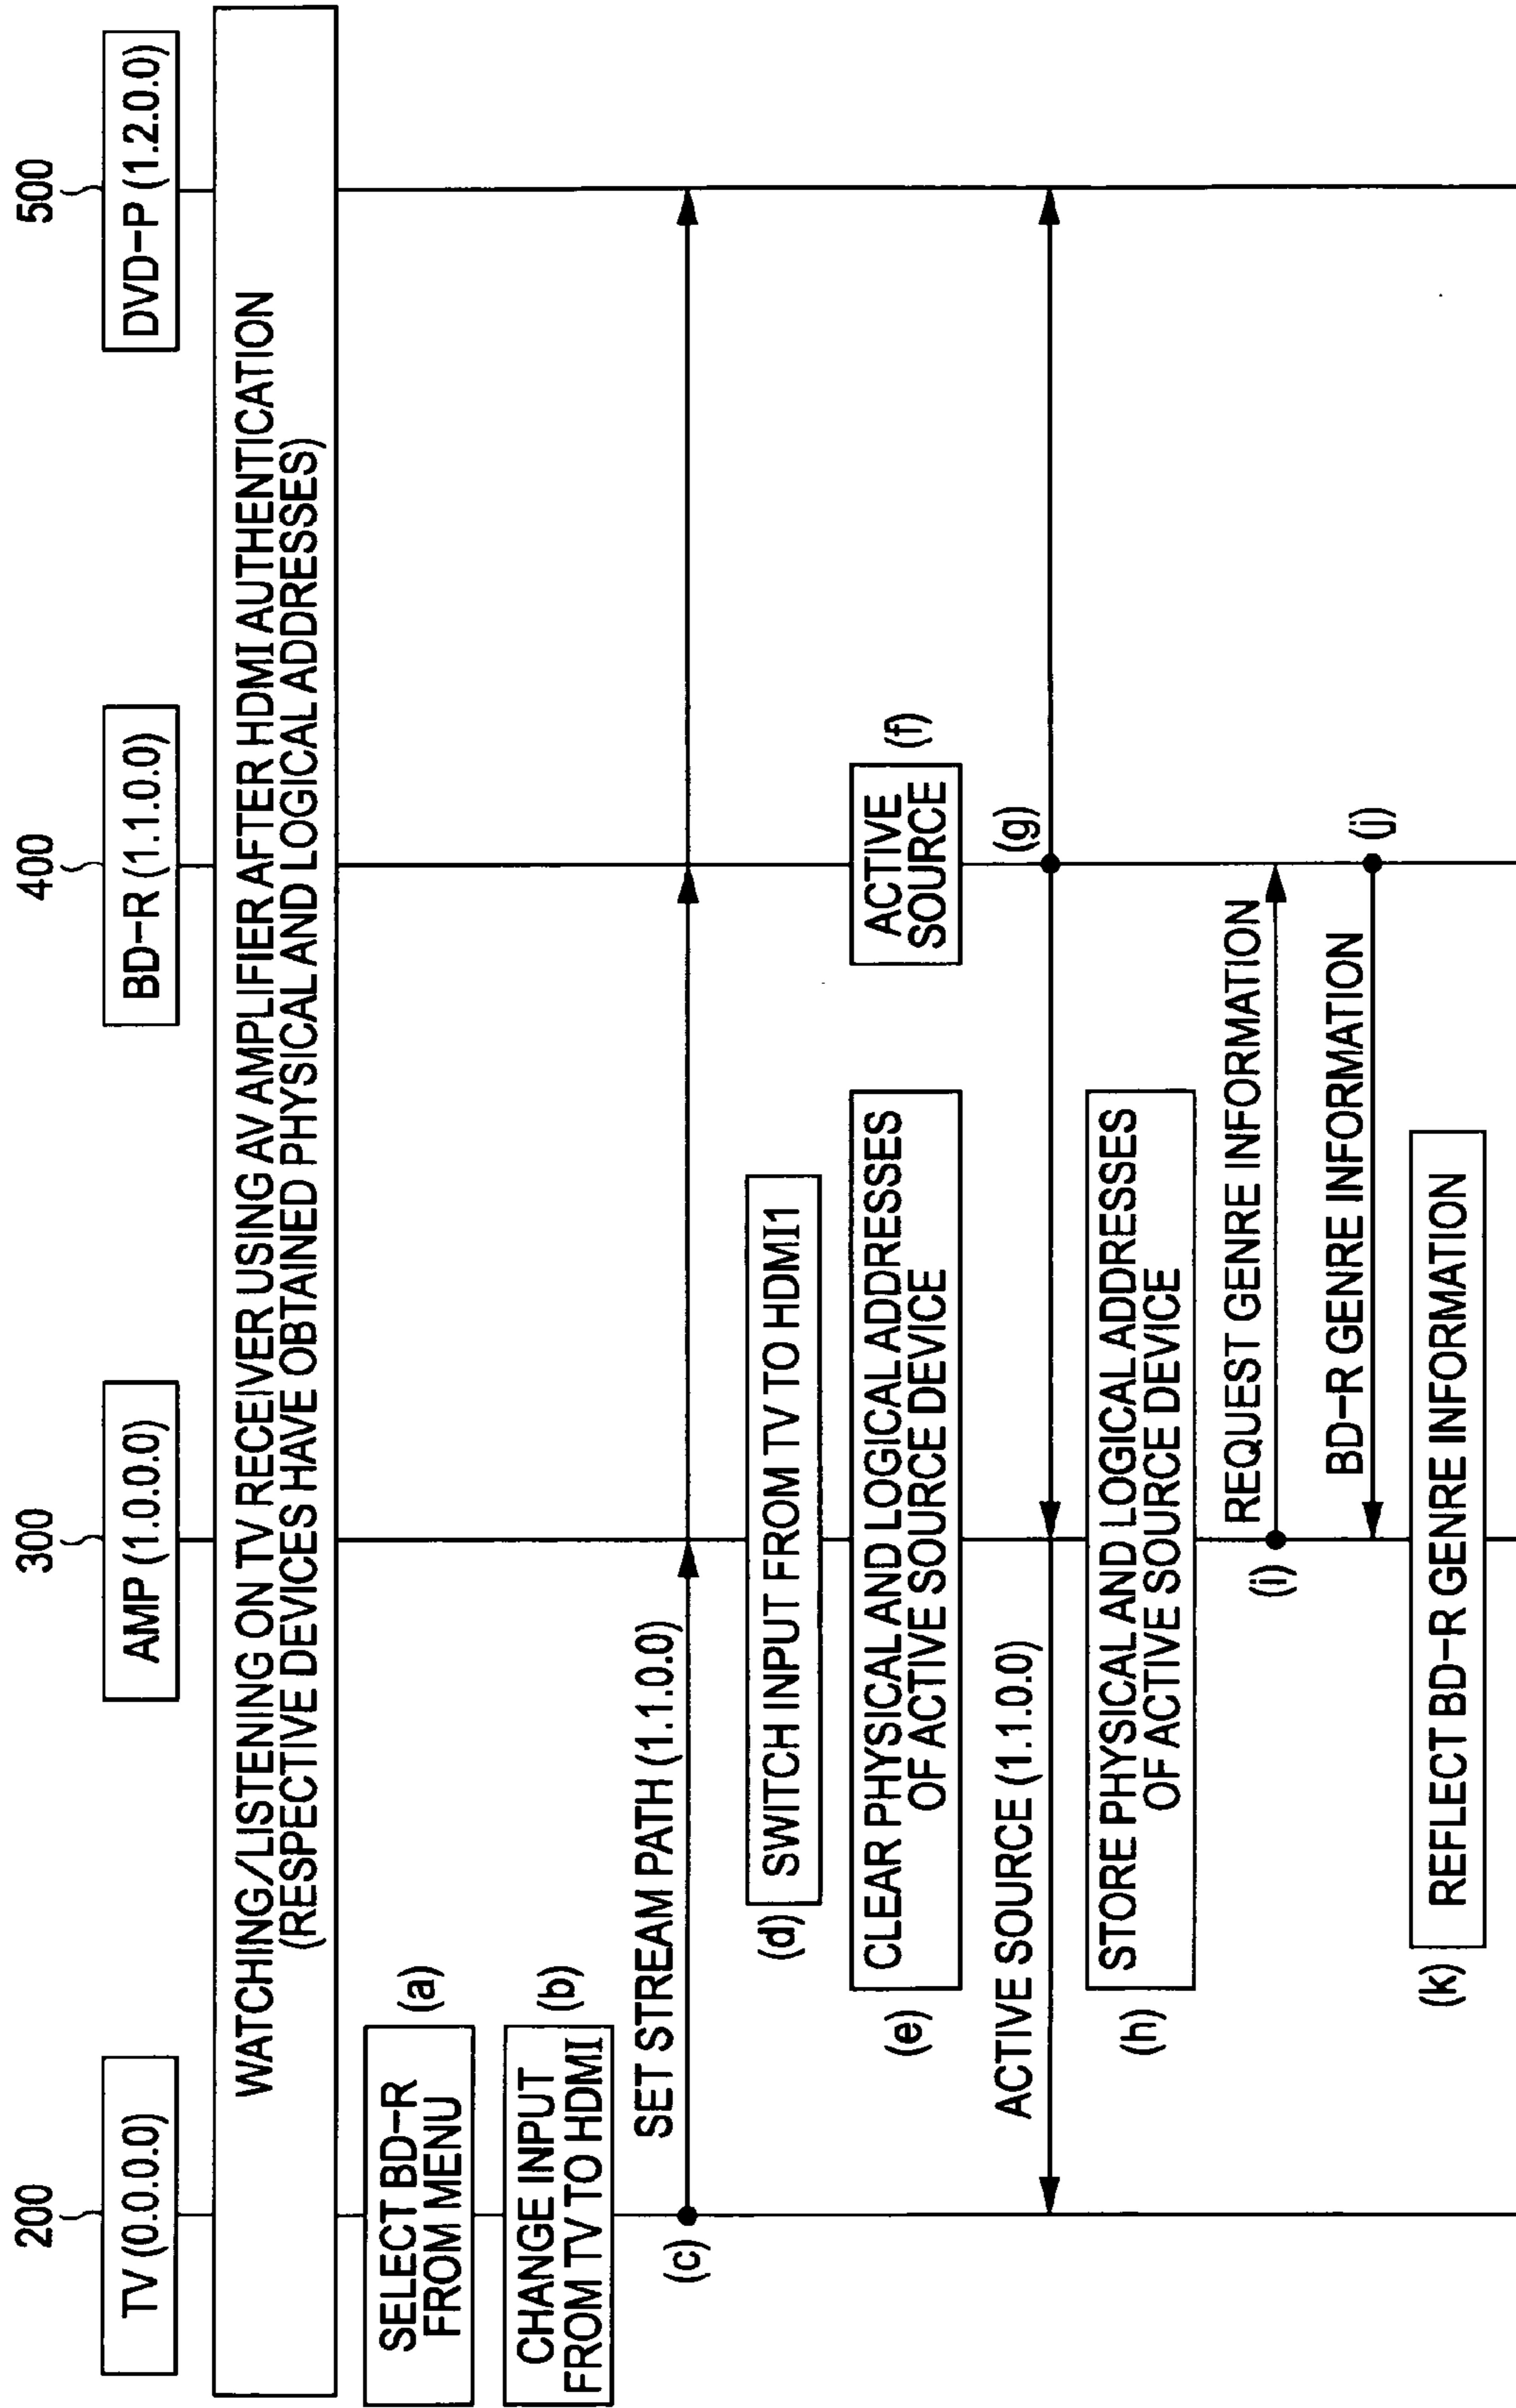 200
300
400
500
TV (0.0.0.0)
AMP (1.0.0.0)
BD-R (1.1.0.0)
DVD-P (1.2.0.0)
WATCHING/LISTENING ON TV RECEIVER USING AV AMPLIFIER AFTER HDMI AUTHENTICATION
(RESPECTIVE DEVICES HAVE OBTAINED PHYSICAL AND LOGICAL ADDRESSES)
SELECT BD-R
FROM MENU
(a)
CHANGE INPUT
FROM TV TO HDMI
(b)
SET STREAM PATH (1.1.0.0)
(c)
(d)
SWITCH INPUT FROM TV TO HDMI1
(e)
CLEAR PHYSICAL AND LOGICAL ADDRESSES
OF ACTIVE SOURCE DEVICE
ACTIVE
SOURCE
(f)
ACTIVE SOURCE (1.1.0.0)
(g)
(h)
STORE PHYSICAL AND LOGICAL ADDRESSES
OF ACTIVE SOURCE DEVICE
REQUEST GENRE INFORMATION
(i)
BD-R GENRE INFORMATION
(j)
(k)
REFLECT BD-R GENRE INFORMATION